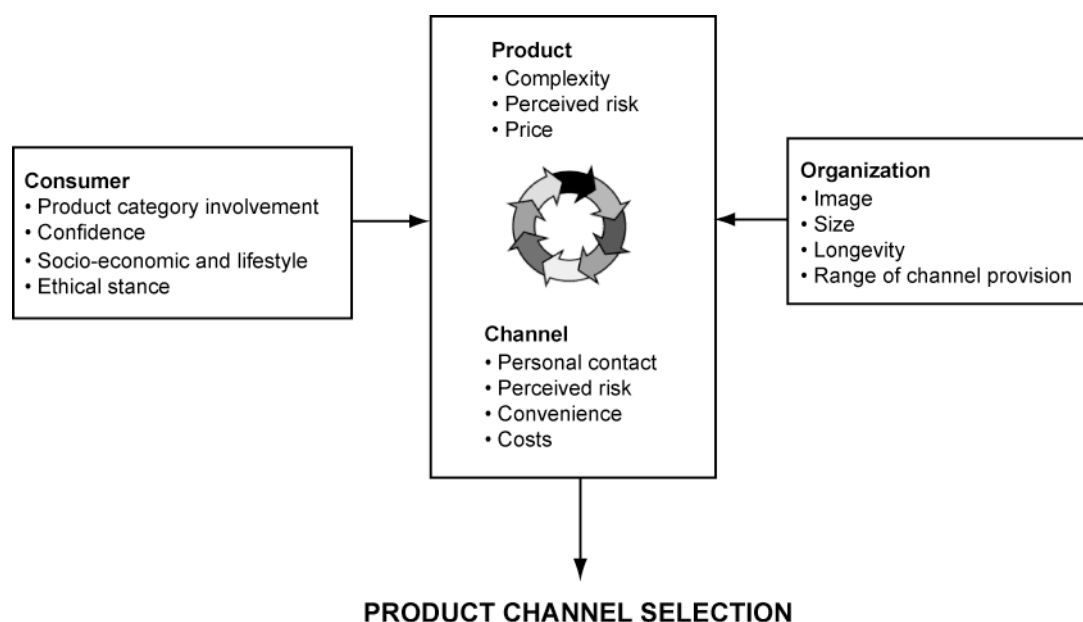 Product
• Complexity
• Perceived risk
• Price
Consumer
• Product category involvement
• Confidence
• Socio-economic and lifestyle
• Ethical stance
Organization
• Image
• Size
• Longevity
• Range of channel provision
Channel
• Personal contact
• Perceived risk
• Convenience
• Costs
PRODUCT CHANNEL SELECTION